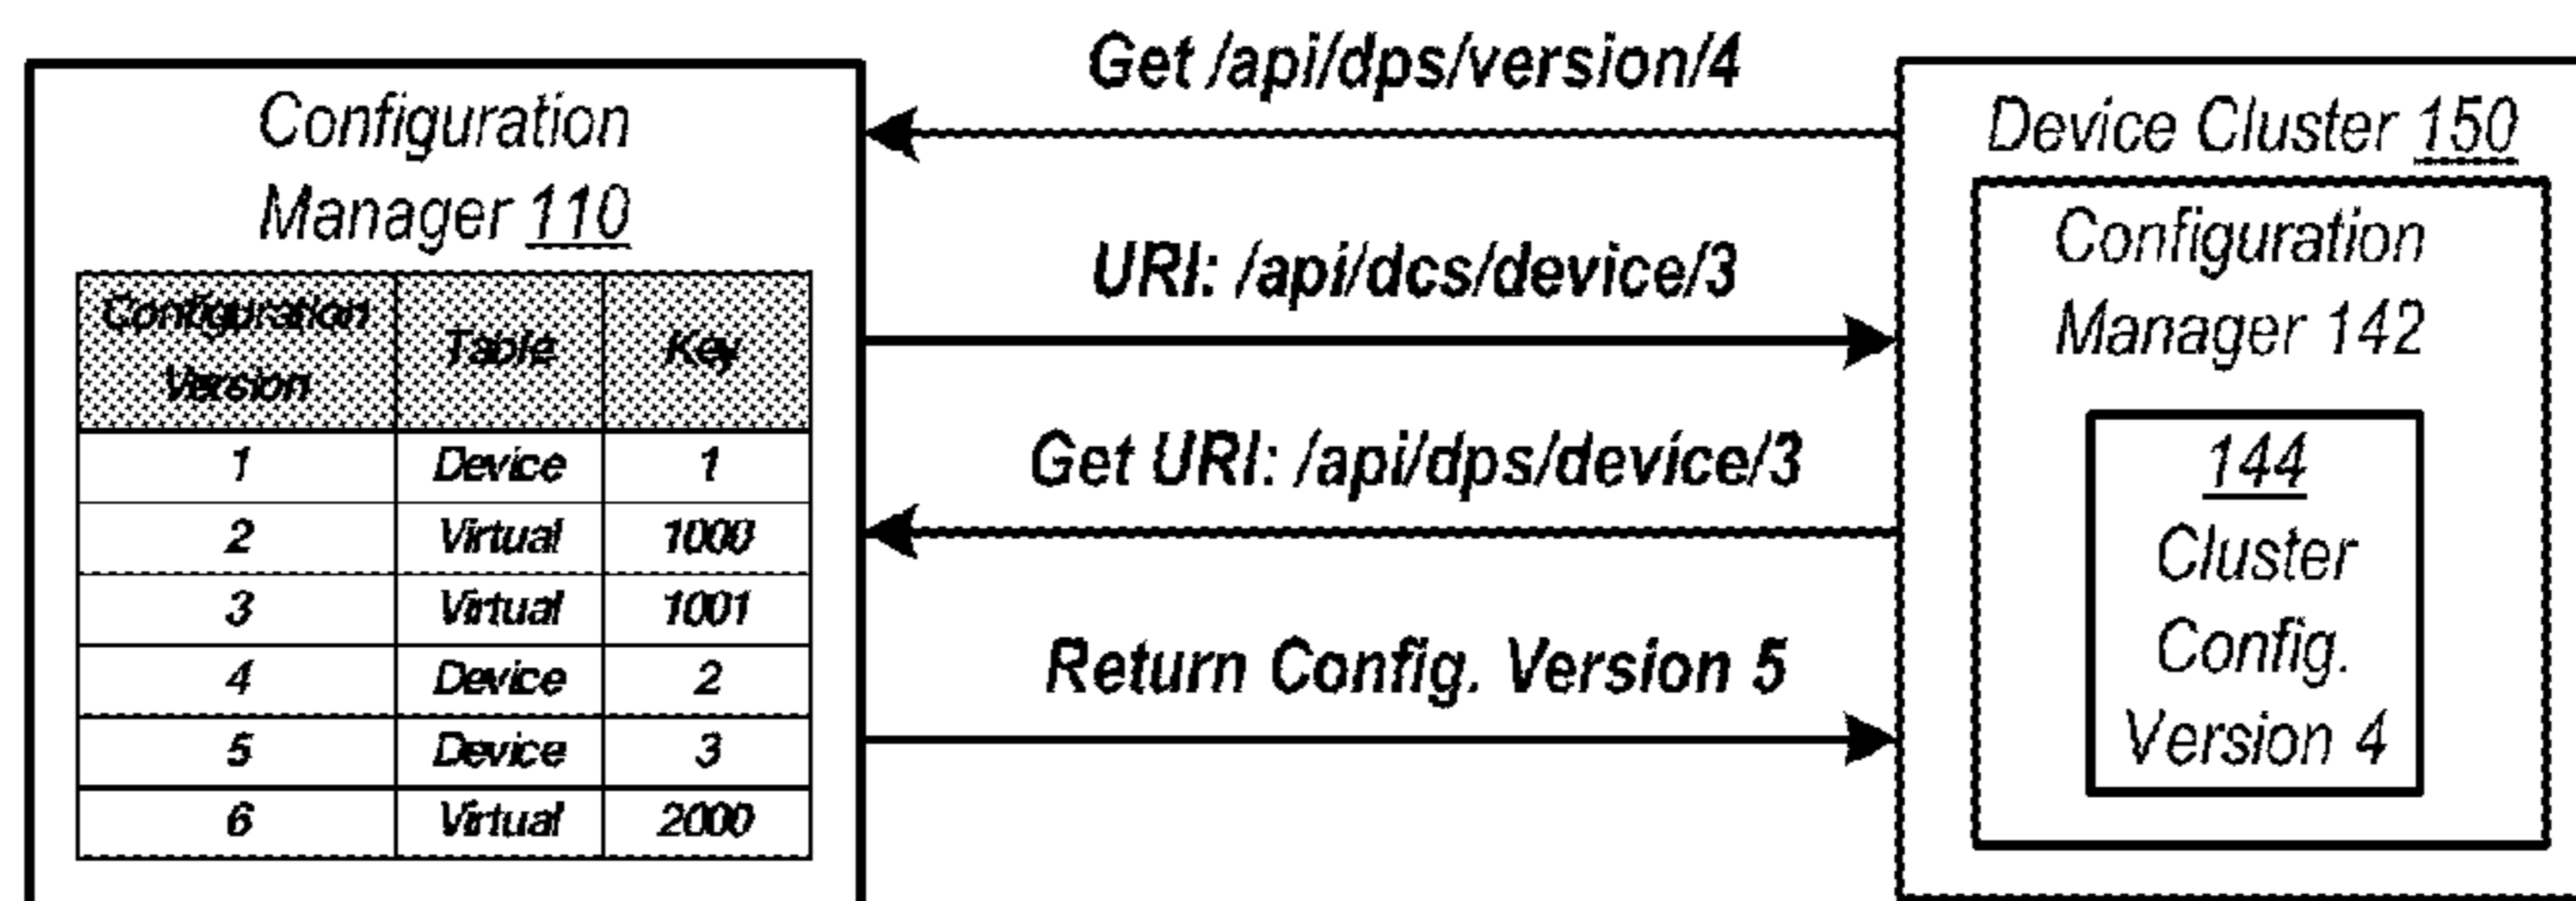 Configuration
Manager 110
Configuration
Version
Table
Key
1 Device 1
2 Virtual 1000
3 Virtual 1001
4 Device 2
5 Device 3
6 Virtual 2000
Get /api/dps/version/4
URI: /api/dcs/device/3
Get URI: /api/dps/device/3
Return Config. Version 5
Device Cluster 150
Configuration
Manager 142
144
Cluster
Config.
Version 4